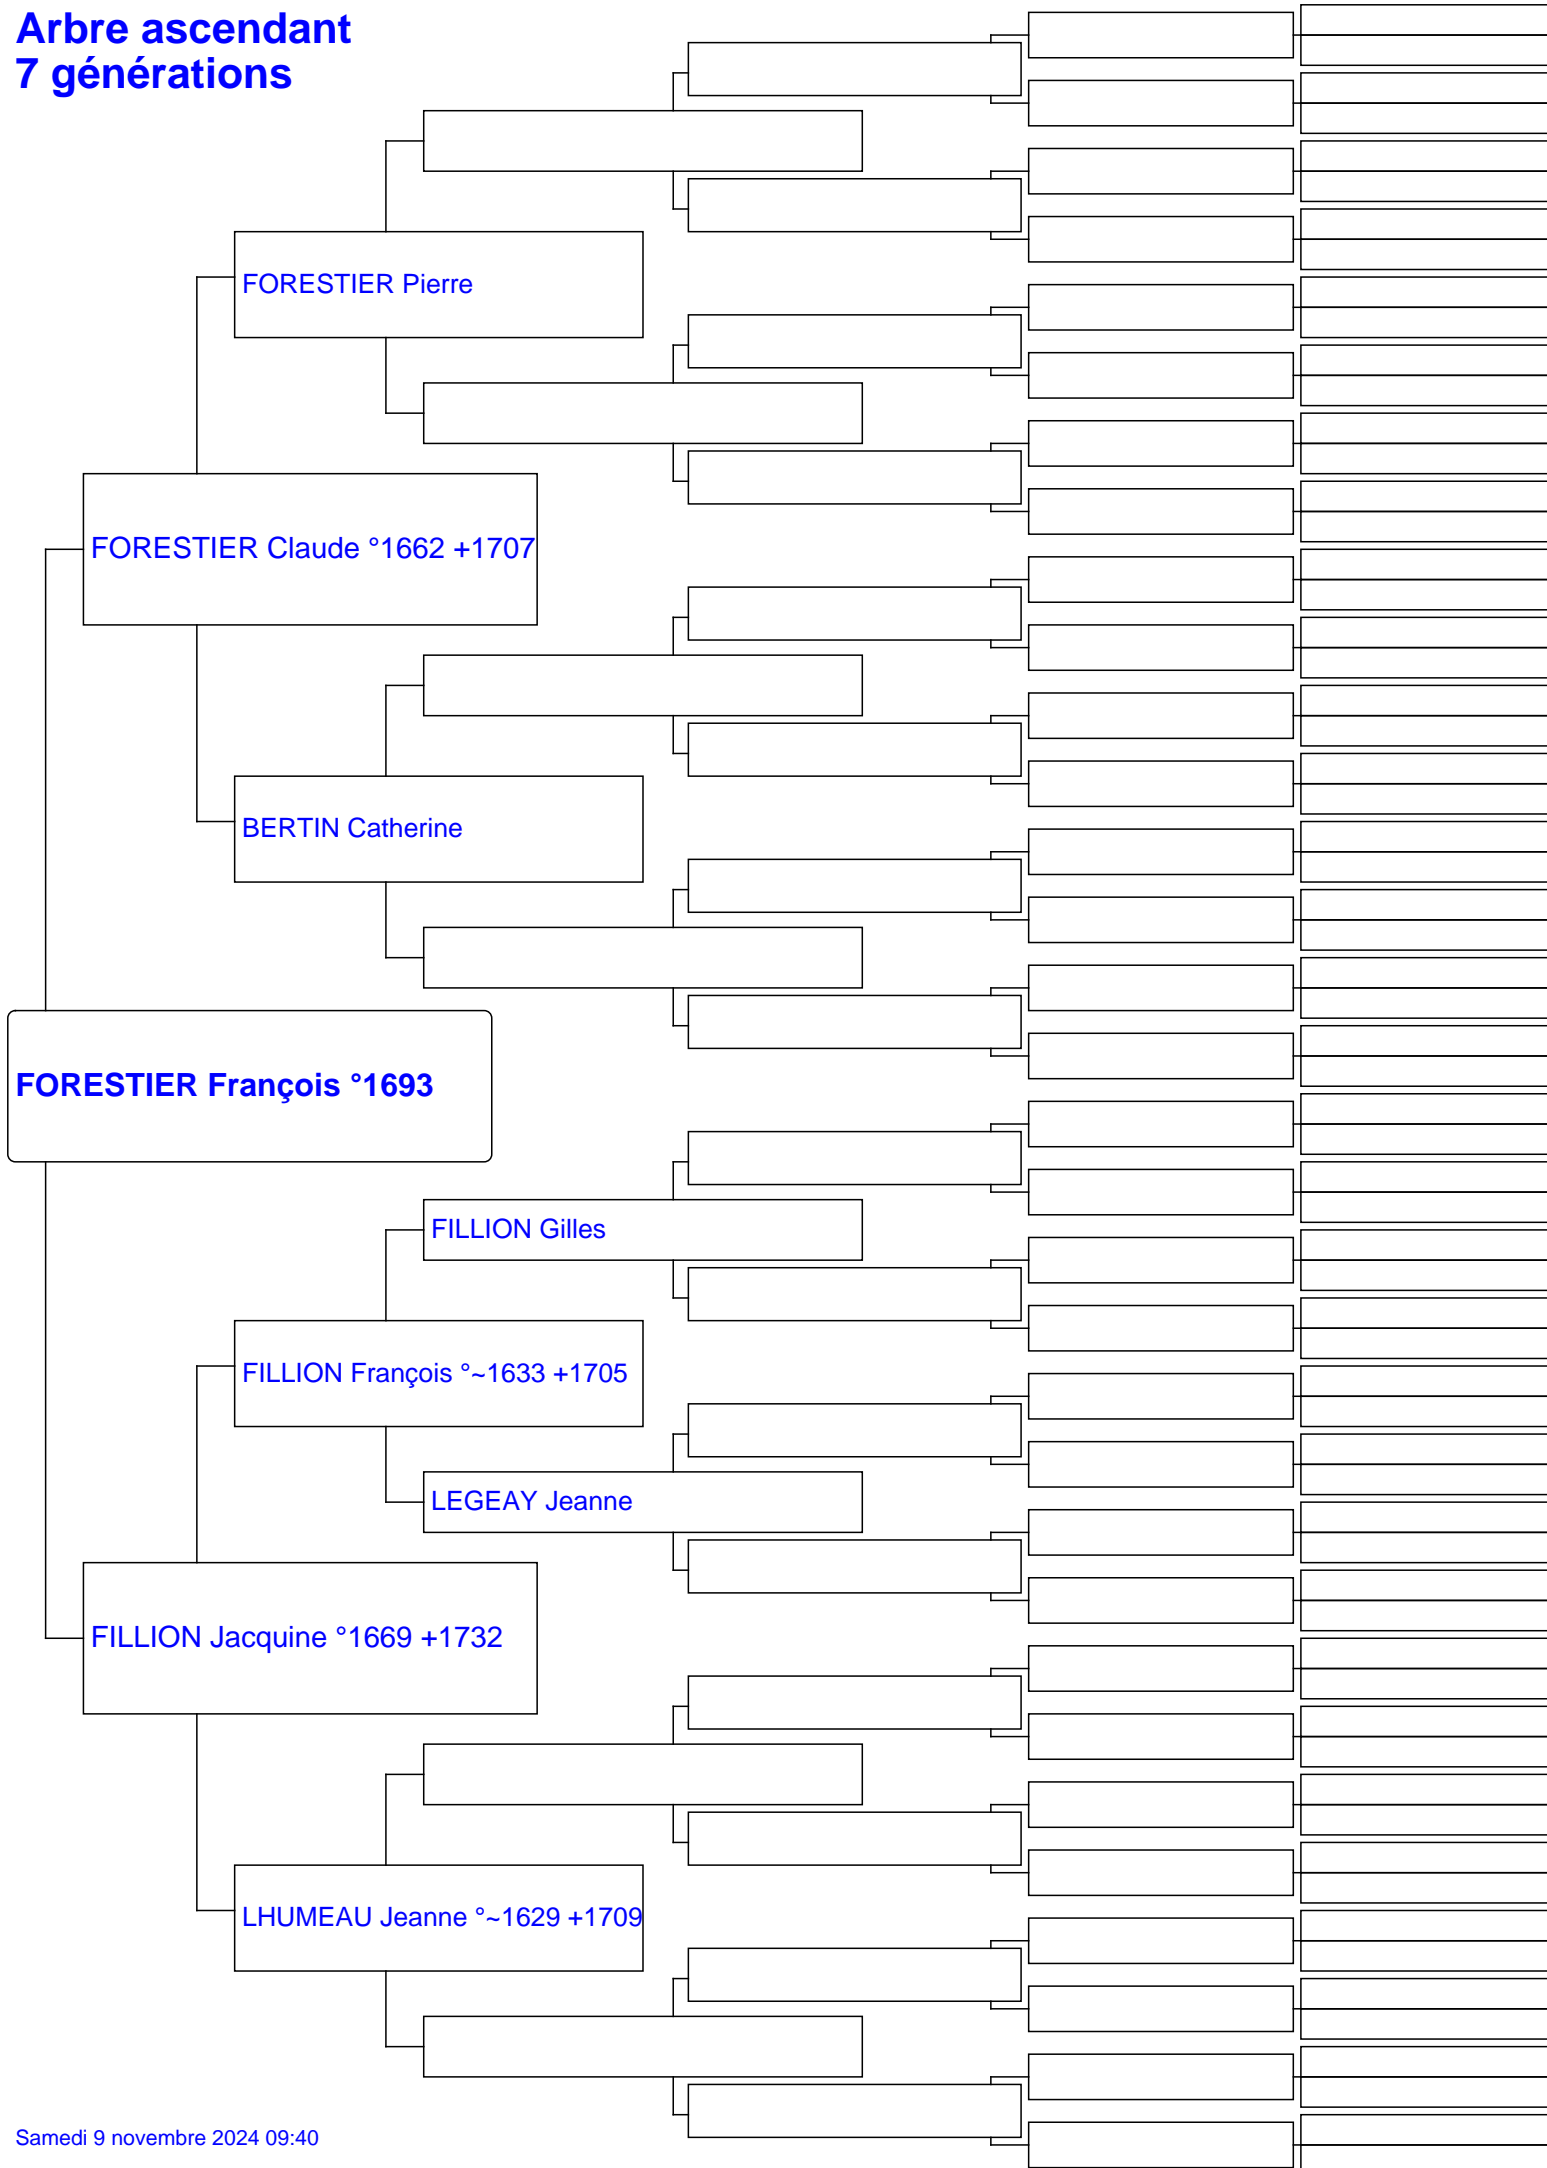 Arbre ascendant
7 générations
FORESTIER Pierre
FORESTIER Claude °1662 +1707
BERTIN Catherine
FORESTIER François °1693
FILLION Gilles
FILLION François °~1633 +1705
LEGEAY Jeanne
FILLION Jacquine °1669 +1732
LHUMEAU Jeanne °~1629 +1709
Samedi 9 novembre 2024 09:40